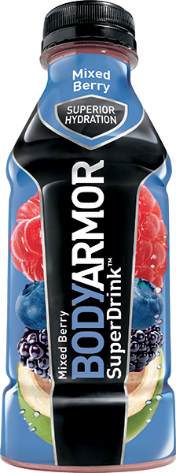 Mixed
Berry
SUPERIOR
HYDRATION
Mixed Berry
BODYARMOR
SuperDrink™